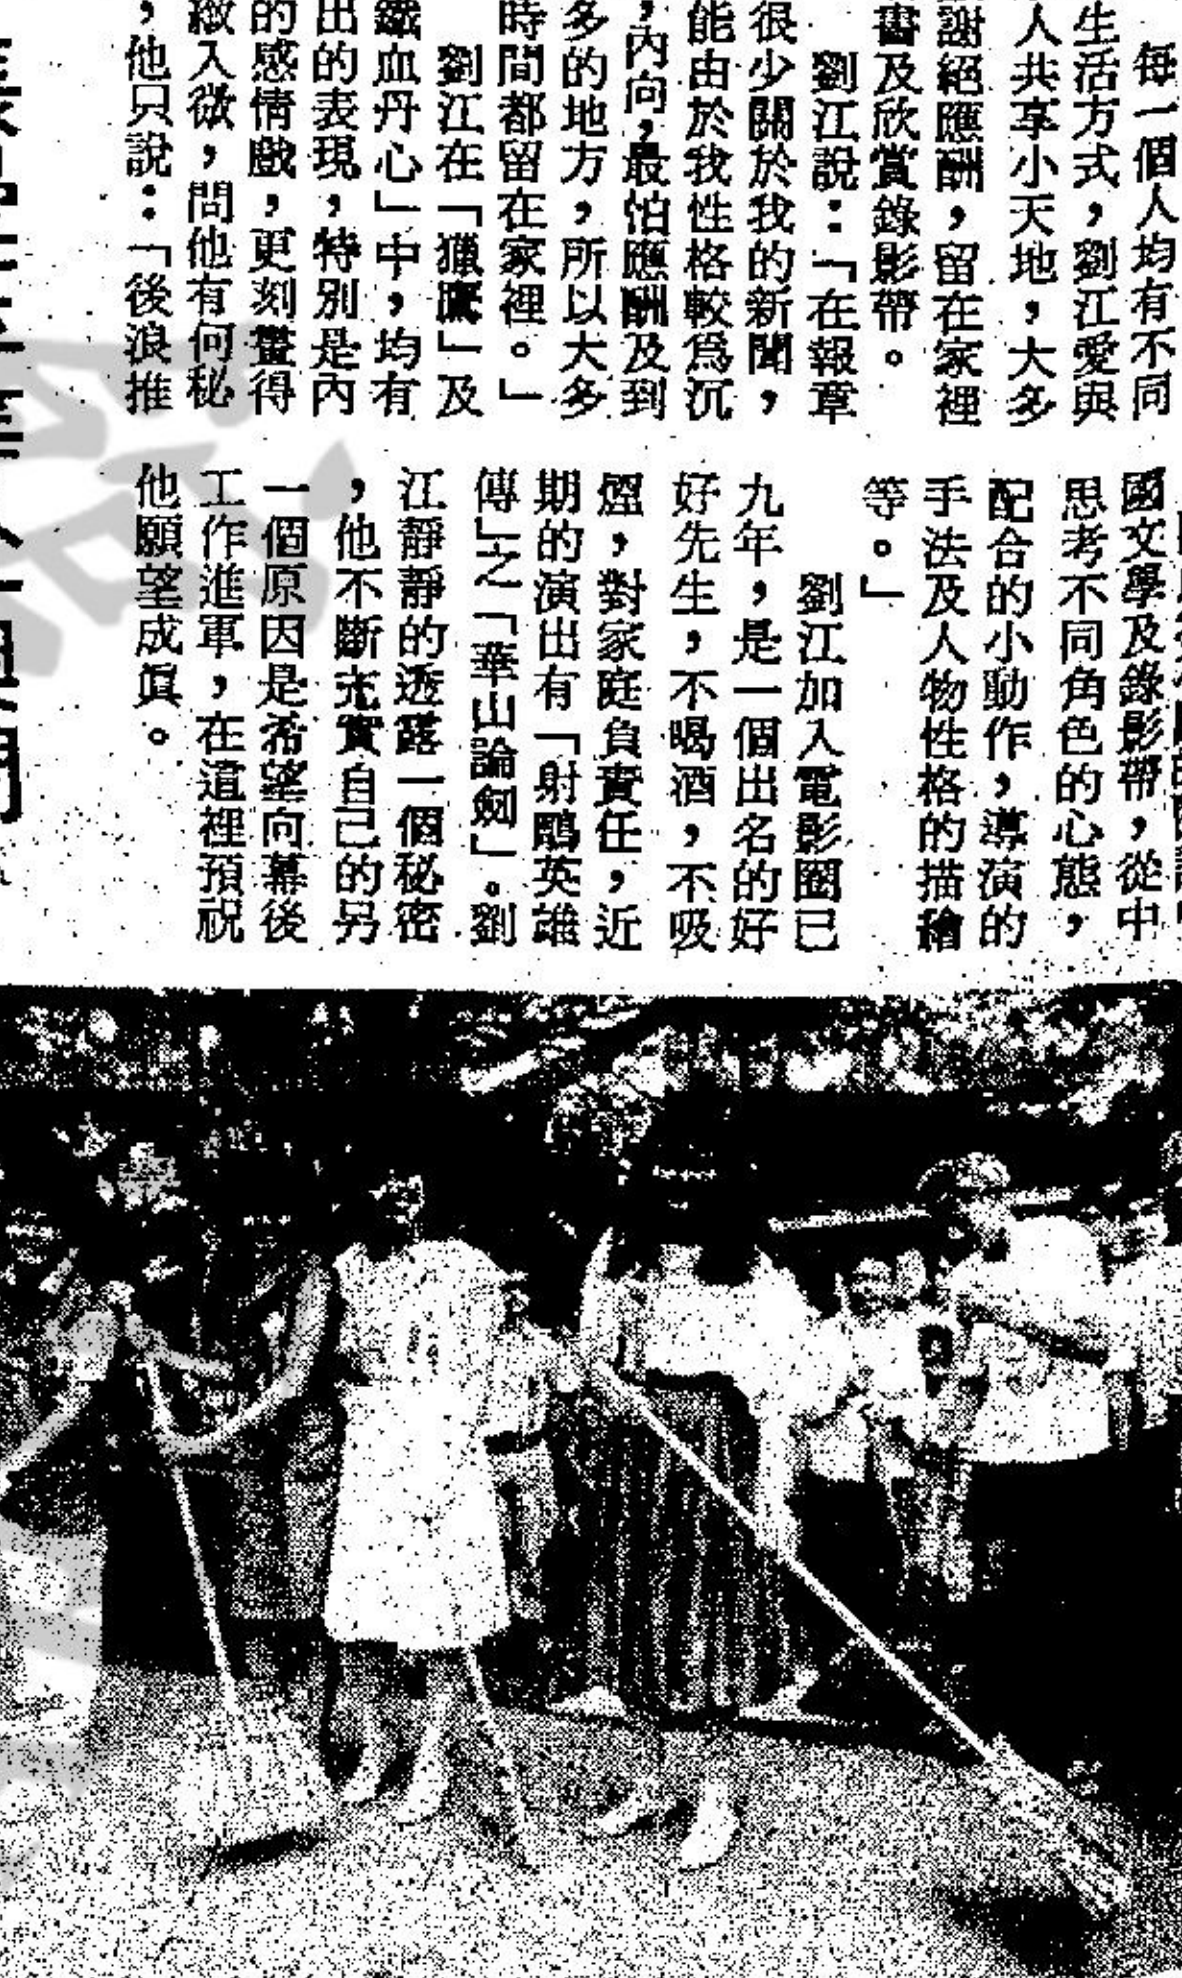 每一個人均有不同
生活方式，劉江愛與
人共享小天地，大多
謝絕應酬，留在家裡
書及欣賞錄影帶。
劉江說：「在報章
很少關於我的新聞，
能由於我性格較爲沉
，內向，最怕應酬及到
多的地方，所以大多
時間都留在家裡。」
劉江在「獵鷹」及
鐵血丹心」中，均有
出的表現，特別是內
的感情戲，更刻畫得
緻入微，問他有何秘
，他只說：「後浪推
國文學及錄影帶，從中
思考不同角色的心態，
配合的小動作，導演的
手法及人物性格的描繪
等。」
劉江加入電影圈已
九年，是一個出名的好
好先生，不喝酒，不吸
煙，對家庭負責任，近
期的演出有「射鵰英雄
傳」之「華山論劍」。劉
江靜靜的透露一個秘密
，他不斷充實自己的另
一個原因是希望向幕後
工作進軍，在這裡預祝
他願望成眞。